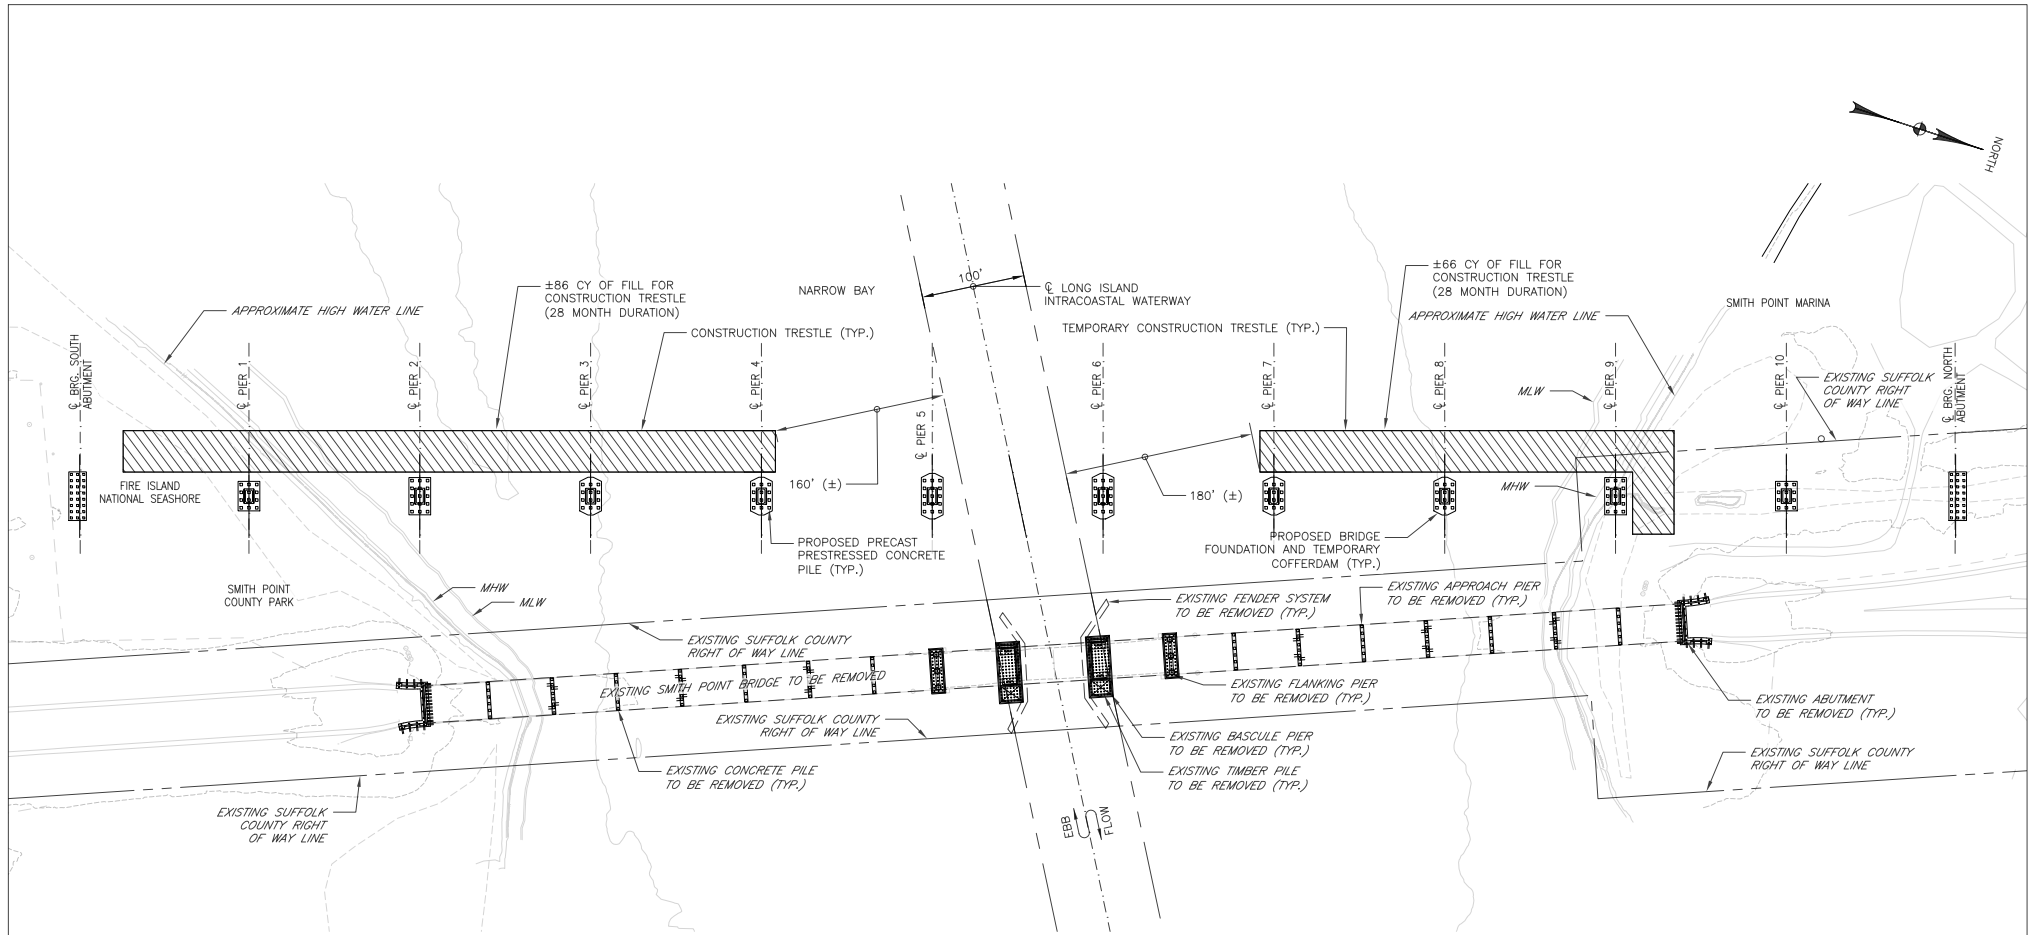 NORTH
±86 CY OF FILL FOR
CONSTRUCTION TRESTLE
(28 MONTH DURATION)
NARROW BAY
100'
℄ LONG ISLAND
INTRACOASTAL WATERWAY
±66 CY OF FILL FOR
CONSTRUCTION TRESTLE
(28 MONTH DURATION)
SMITH POINT MARINA
APPROXIMATE HIGH WATER LINE
CONSTRUCTION TRESTLE (TYP.)
TEMPORARY CONSTRUCTION TRESTLE (TYP.)
APPROXIMATE HIGH WATER LINE
℄ BRG. SOUTH
ABUTMENT
℄ PIER 1
℄ PIER 2
℄ PIER 3
℄ PIER 4
℄ PIER 5
℄ PIER 6
℄ PIER 7
℄ PIER 8
℄ PIER 9
℄ PIER 10
℄ BRG. NORTH
ABUTMENT
MLW
EXISTING SUFFOLK
COUNTY RIGHT
OF WAY LINE
FIRE ISLAND
NATIONAL SEASHORE
160' (±)
180' (±)
MHW
PROPOSED PRECAST
PRESTRESSED CONCRETE
PILE (TYP.)
PROPOSED BRIDGE
FOUNDATION AND TEMPORARY
COFFERDAM (TYP.)
SMITH POINT
COUNTY PARK
MHW
MLW
EXISTING FENDER SYSTEM
TO BE REMOVED (TYP.)
EXISTING APPROACH PIER
TO BE REMOVED (TYP.)
EXISTING SUFFOLK COUNTY
RIGHT OF WAY LINE
EXISTING SMITH POINT BRIDGE TO BE REMOVED
EXISTING FLANKING PIER
TO BE REMOVED (TYP.)
EXISTING ABUTMENT
TO BE REMOVED (TYP.)
EXISTING SUFFOLK COUNTY
RIGHT OF WAY LINE
EXISTING BASCULE PIER
TO BE REMOVED (TYP.)
EXISTING SUFFOLK COUNTY
RIGHT OF WAY LINE
EXISTING CONCRETE PILE
TO BE REMOVED (TYP.)
EXISTING TIMBER PILE
TO BE REMOVED (TYP.)
EXISTING SUFFOLK
COUNTY RIGHT
OF WAY LINE
EBB
FLOW